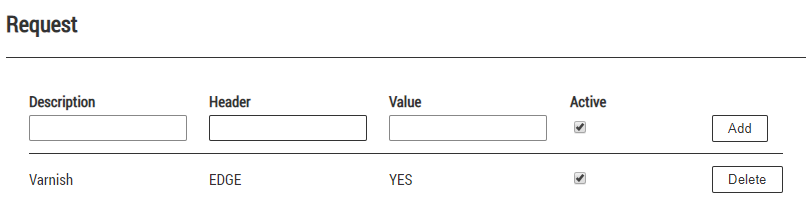 Request
Description Header Value Active
Add
Varnish EDGE YES Delete